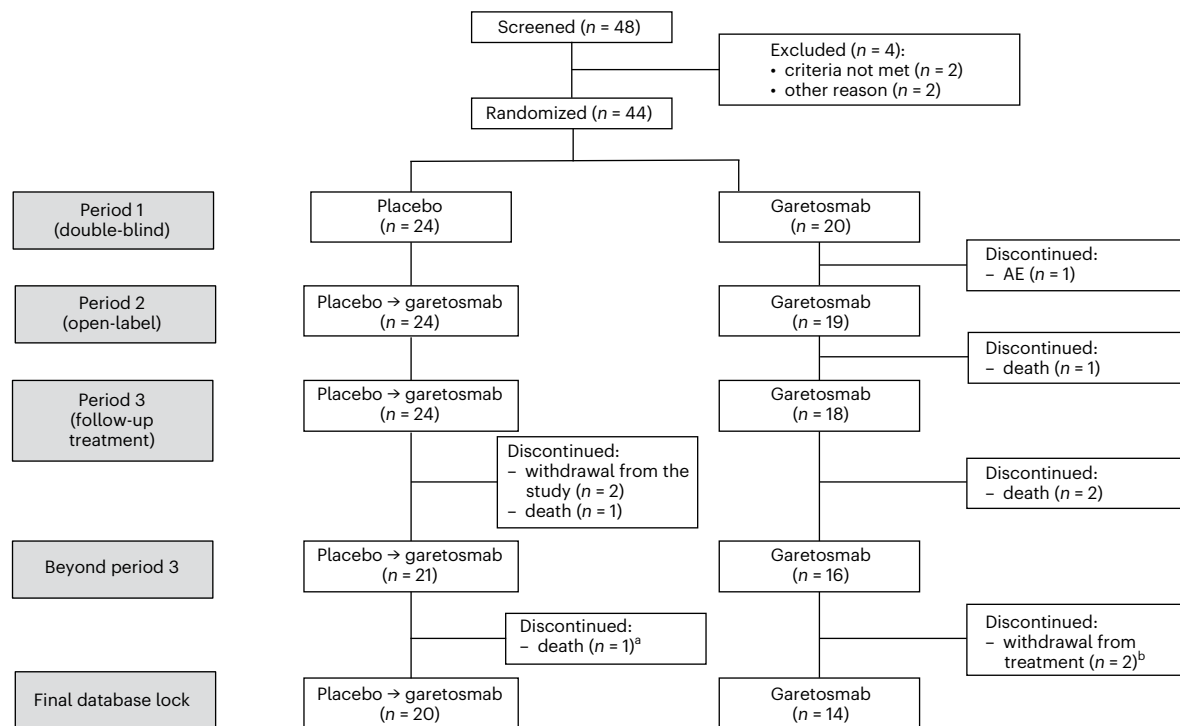 Screened (n = 48)
Excluded (n = 4):
• criteria not met (n = 2)
• other reason (n = 2)
Randomized (n = 44)
Period 1
(double-blind)
Placebo
(n = 24)
Garetosmab
(n = 20)
Discontinued:
– AE (n = 1)
Period 2
(open-label)
Placebo → garetosmab
(n = 24)
Garetosmab
(n = 19)
Discontinued:
– death (n = 1)
Period 3
(follow-up
treatment)
Placebo → garetosmab
(n = 24)
Garetosmab
(n = 18)
Discontinued:
– withdrawal from the
study (n = 2)
– death (n = 1)
Discontinued:
– death (n = 2)
Beyond period 3
Placebo → garetosmab
(n = 21)
Garetosmab
(n = 16)
Discontinued:
– death (n = 1)a
Discontinued:
– withdrawal from
treatment (n = 2)b
Final database lock
Placebo → garetosmab
(n = 20)
Garetosmab
(n = 14)